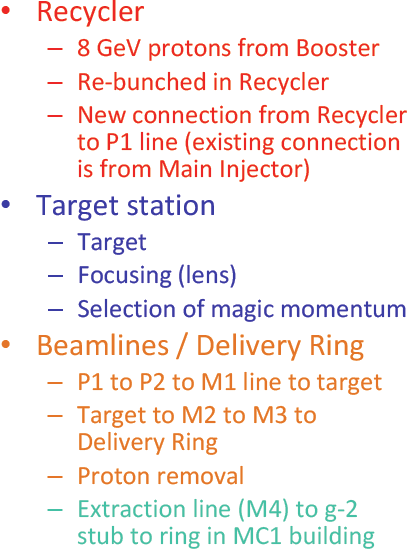 • Recycler
– 8 GeV protons from Booster
– Re-bunched in Recycler
– New connection from Recycler
to P1 line (existing connection
is from Main Injector)
• Target station
– Target
– Focusing (lens)
– Selection of magic momentum
• Beamlines / Delivery Ring
– P1 to P2 to M1 line to target
– Target to M2 to M3 to
Delivery Ring
– Proton removal
– Extraction line (M4) to g-2
stub to ring in MC1 building